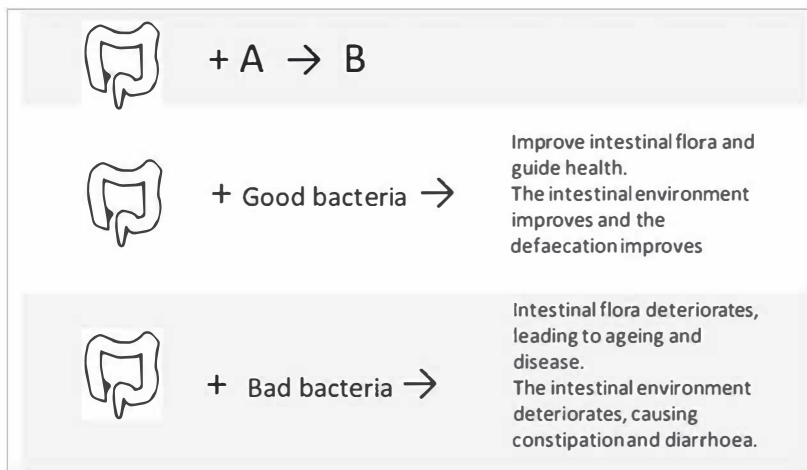 + A → B
Improve intestinal flora and
guide health.
+ Good bacteria →
The intestinal environment
improves and the
defaecation improves
Intestinal flora deteriorates,
leading to ageing and
disease.
+ Bad bacteria →
The intestinal environment
deteriorates, causing
constipation and diarrhoea.